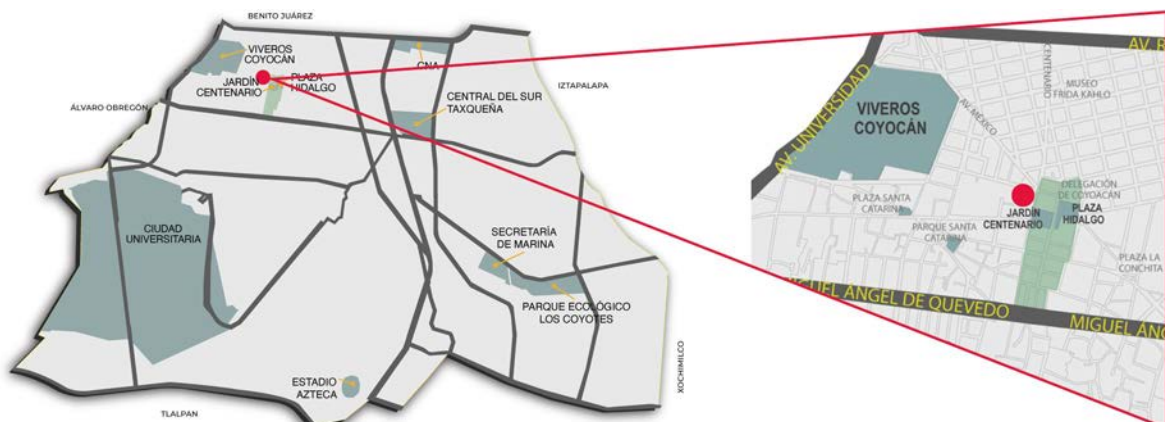 BENITO JUÁREZ
VIVEROS
COYOCÁN
CNA
JARDÍN
CENTENARIO
PLAZA
HIDALGO
IZTAPALAPA
ÁLVARO OBREGÓN
CENTRAL DEL SUR
TAXQUEÑA
CIUDAD
UNIVERSITARIA
SECRETARÍA
DE MARINA
PARQUE ECOLÓGICO
LOS COYOTES
XOCHIMILCO
ESTADIO
AZTECA
TLALPAN
AV. UNIVERSIDAD
VIVEROS
COYOCÁN
AV. MÉXICO
CENTENARIO
AV.
MUSEO
FRIDA KAHLO
PLAZA SANTA
CATARINA
PARQUE SANTA
CATARINA
JARDÍN
CENTENARIO
DELEGACIÓN
DE COYOACÁN
PLAZA
HIDALGO
PLAZA LA
CONCHITA
ÁNGEL DE QUEVEDO
MIGUEL ÁNG